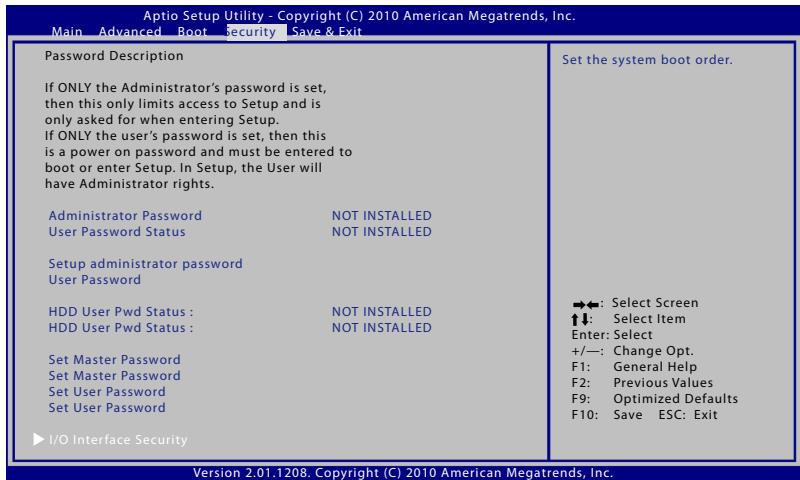 Aptio Setup Utility - Copyright (C) 2010 American Megatrends, Inc.
Main Advanced Boot Security Save & Exit
Password Description
If ONLY the Administrator's password is set,
then this only limits access to Setup and is
only asked for when entering Setup.
If ONLY the user's password is set, then this
is a power on password and must be entered to
boot or enter Setup. In Setup, the User will
have Administrator rights.
Administrator Password NOT INSTALLED
User Password Status NOT INSTALLED
Setup administrator password
User Password
HDD User Pwd Status : NOT INSTALLED
HDD User Pwd Status : NOT INSTALLED
Set Master Password
Set Master Password
Set User Password
Set User Password
I/O Interface Security
Set the system boot order.
→←: Select Screen
↑↓: Select Item
Enter: Select
+/—: Change Opt.
F1: General Help
F2: Previous Values
F9: Optimized Defaults
F10: Save ESC: Exit
Version 2.01.1208. Copyright (C) 2010 American Megatrends, Inc.